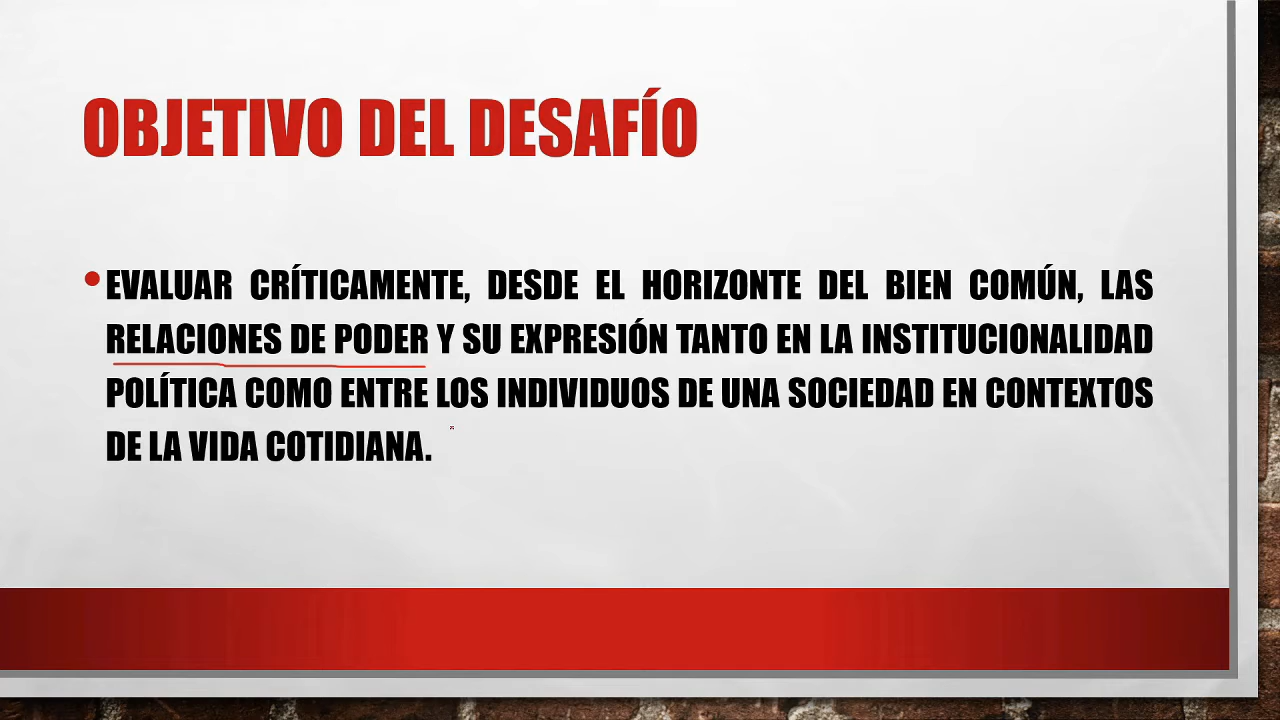 OBJETIVO DEL DESAFÍO
• EVALUAR CRÍTICAMENTE, DESDE EL HORIZONTE DEL BIEN COMÚN, LAS
RELACIONES DE PODER Y SU EXPRESIÓN TANTO EN LA INSTITUCIONALIDAD
POLÍTICA COMO ENTRE LOS INDIVIDUOS DE UNA SOCIEDAD EN CONTEXTOS
DE LA VIDA COTIDIANA.